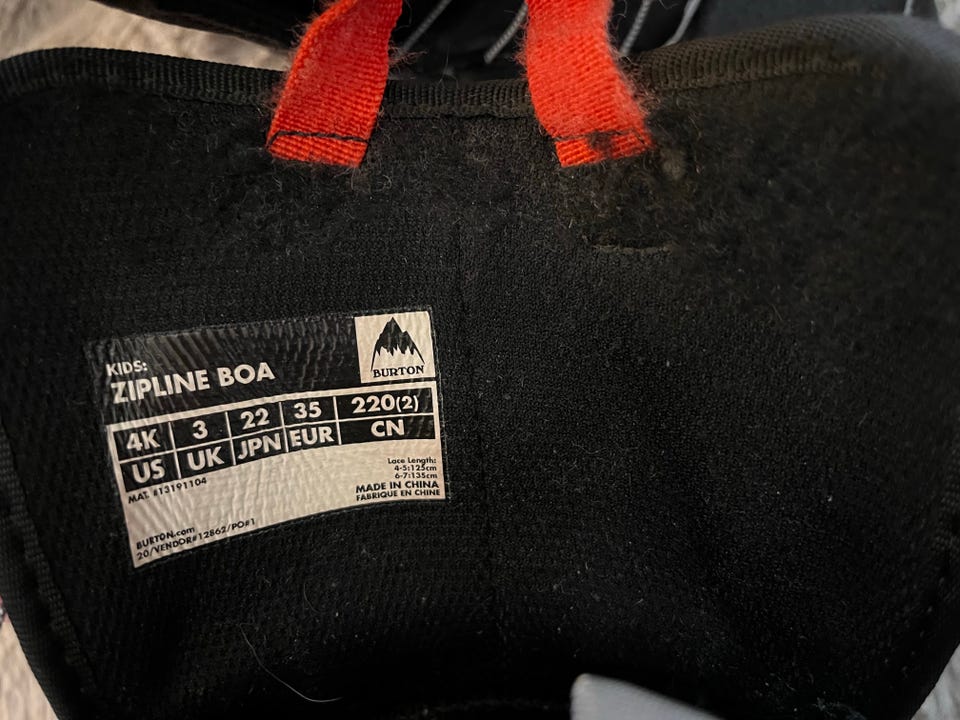 BURTON
KIDS:
ZIPLINE BOA
4K 3 22 35 220(2)
US UK JPN EUR CN
MAT. #13191104
Lace Length:
4-5:125cm
6-7:135cm
MADE IN CHINA
FABRIQUE EN CHINE
BURTON.com
20/VENDOR#12862/PO#1